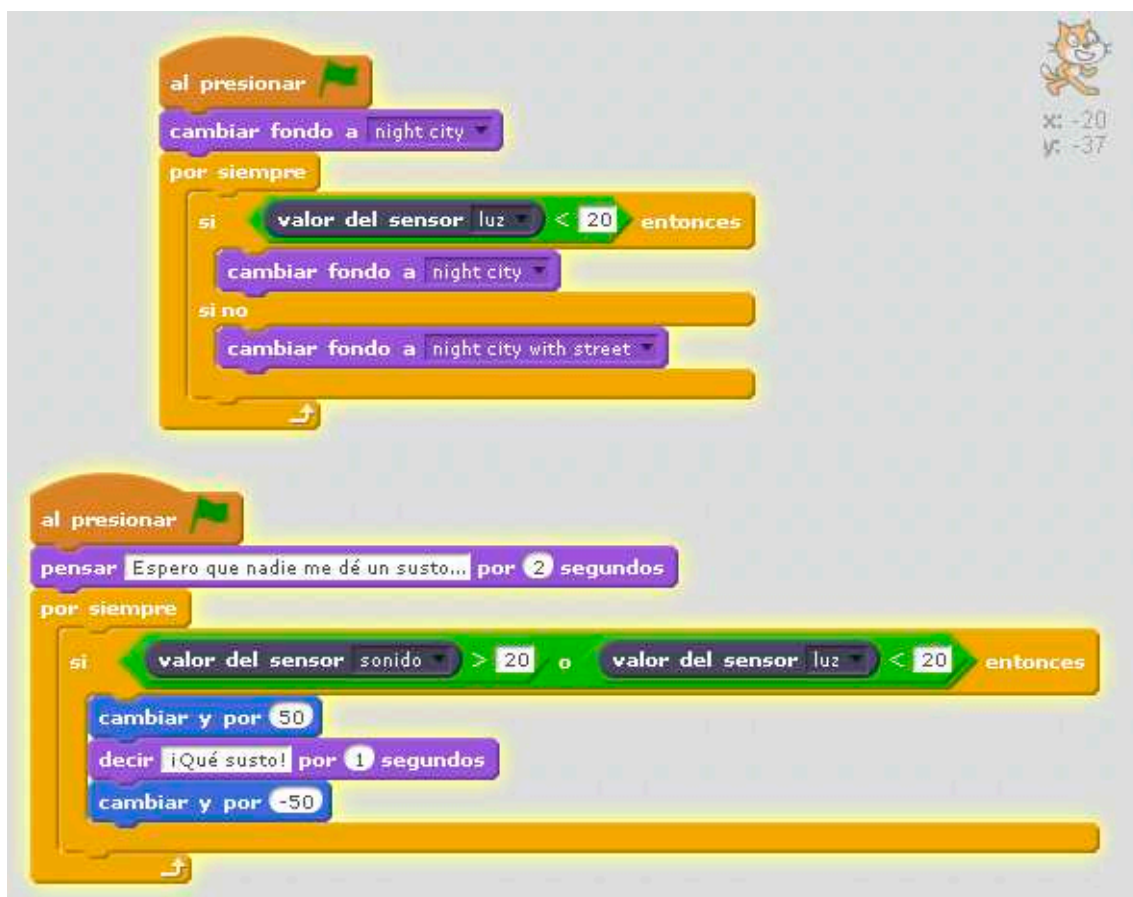 al presionar
cambiar fondo a night city
x: -20
y: -37
por siempre
si valor del sensor luz < 20 entonces
cambiar fondo a night city
si no
cambiar fondo a night city with street
al presionar
pensar Espero que nadie me dé un susto... por 2 segundos
por siempre
si valor del sensor sonido > 20 o valor del sensor luz < 20 entonces
cambiar y por 50
decir ¡Qué susto! por 1 segundos
cambiar y por -50